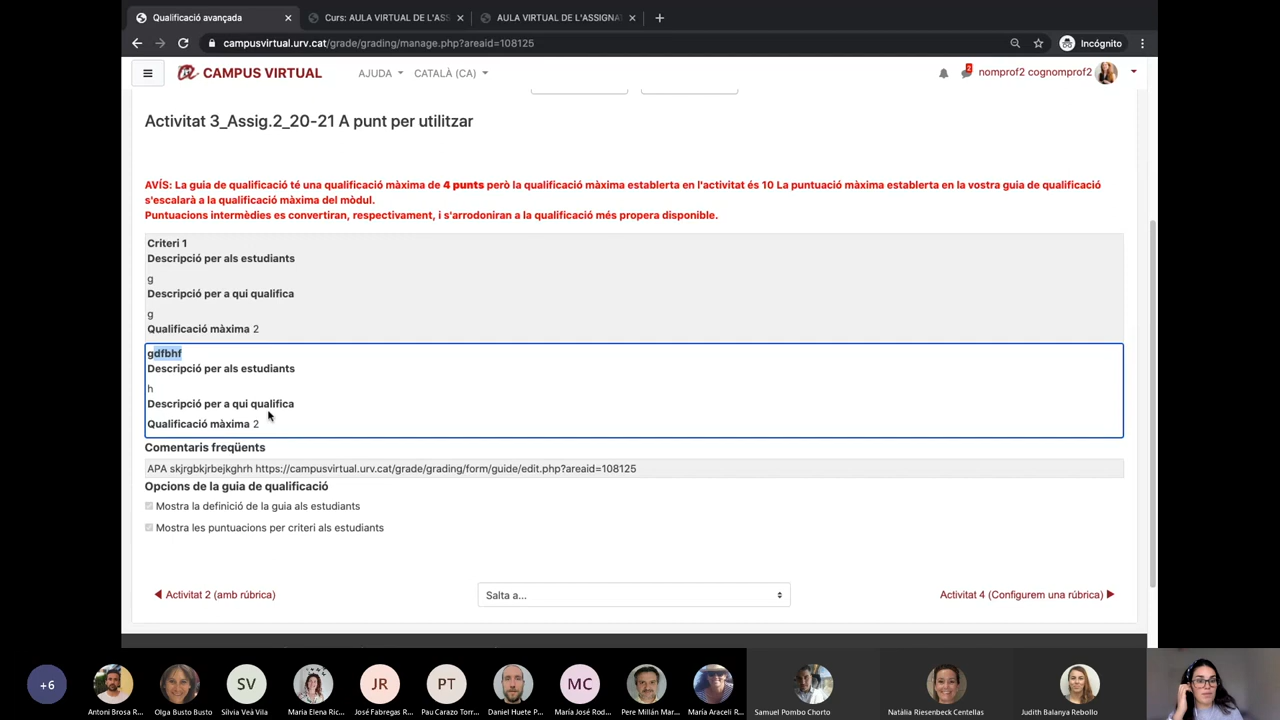 Qualificació avançada
Curs: AULA VIRTUAL DE L'ASS
AULA VIRTUAL DE L'ASSIGNA
campusvirtual.urv.cat/grade/grading/manage.php?areaid=108125
Incógnito
CAMPUS VIRTUAL
AJUDA
CATALÀ (CA)
2
nomprof2 cognomprof2
Activitat 3_Assig.2_20-21 A punt per utilitzar
AVÍS: La guia de qualificació té una qualificació màxima de 4 punts però la qualificació màxima establerta en l'activitat és 10 La puntuació màxima establerta en la vostra guia de qualificació
s'escalarà a la qualificació màxima del mòdul.
Puntuacions intermèdies es convertiran, respectivament, i s'arrodoniran a la qualificació més propera disponible.
Criteri 1
Descripció per als estudiants
g
Descripció per a qui qualifica
g
Qualificació màxima 2
gdfbhf
Descripció per als estudiants
h
Descripció per a qui qualifica
Qualificació màxima 2
Comentaris freqüents
APA skjrgbkjrbejkghrh https://campusvirtual.urv.cat/grade/grading/form/guide/edit.php?areaid=108125
Opcions de la guia de qualificació
Mostra la definició de la guia als estudiants
Mostra les puntuacions per criteri als estudiants
Activitat 2 (amb rúbrica)
Salta a...
Activitat 4 (Configurem una rúbrica)
+6
SV
JR
PT
MC
Antoni Brosa R...
Olga Busto Busto
Sílvia Veà Vila
Maria Elena Ric...
José Fabregas R...
Pau Carazo Torr...
Daniel Huete P...
María José Rod...
Pere Millán Mar...
María Araceli R...
Samuel Pombo Chorto
Natàlia Riesenbeck Centellas
Judith Balanya Rebollo